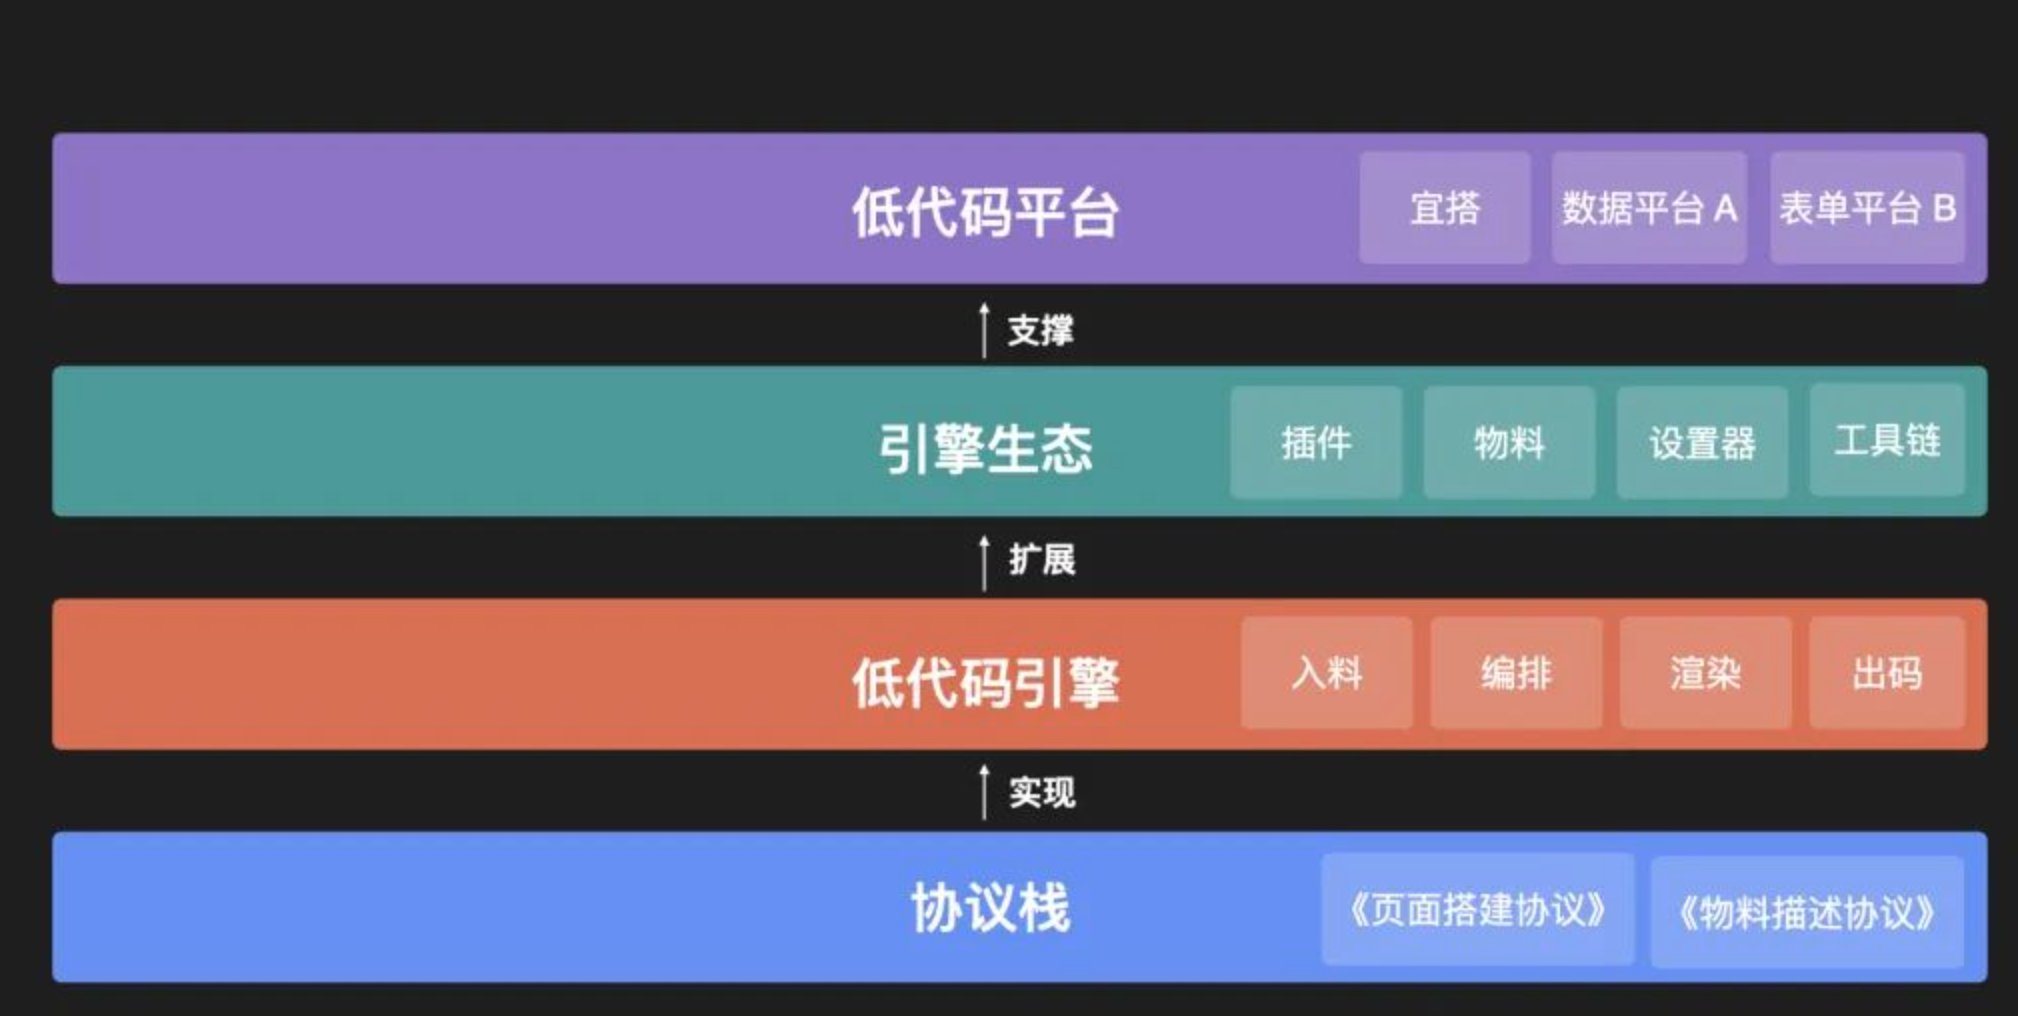 低代码平台
宜搭
数据平台 A
表单平台 B
支撑
引擎生态
插件
物料
设置器
工具链
扩展
低代码引擎
入料
编排
渲染
出码
实现
协议栈
《页面搭建协议》
《物料描述协议》